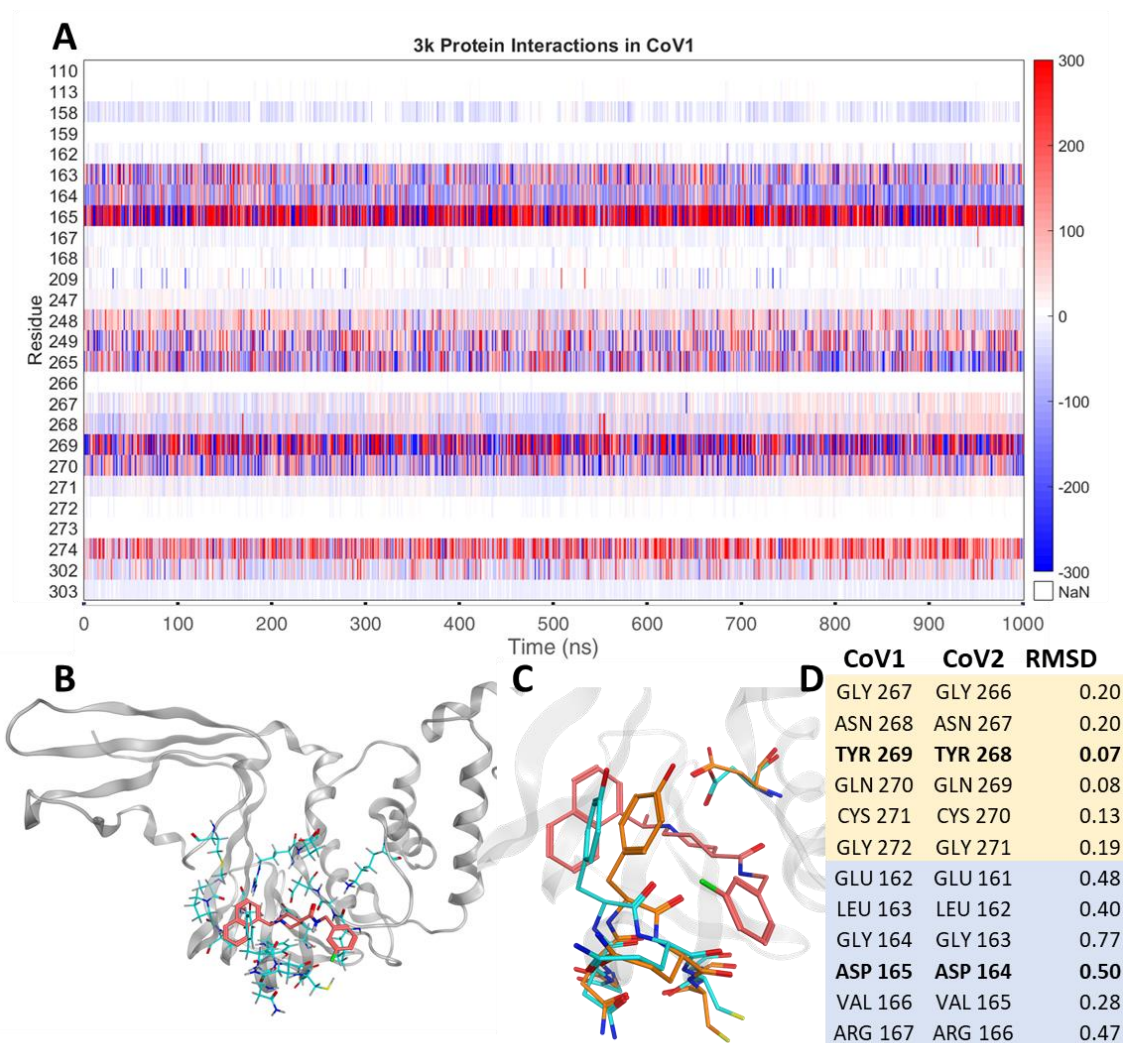 A
3k Protein Interactions in CoV1
Residue
110
113
158
159
162
163
164
165
167
168
209
247
248
249
265
266
267
268
269
270
271
272
273
274
302
303
0 100 200 300 400 500 600 700 800 900 1000
Time (ns)
300
200
100
0
-100
-200
-300
NaN
B
C
D
CoV1 CoV2 RMSD
GLY 267 GLY 266 0.20
ASN 268 ASN 267 0.20
TYR 269 TYR 268 0.07
GLN 270 GLN 269 0.08
CYS 271 CYS 270 0.13
GLY 272 GLY 271 0.19
GLU 162 GLU 161 0.48
LEU 163 LEU 162 0.40
GLY 164 GLY 163 0.77
ASP 165 ASP 164 0.50
VAL 166 VAL 165 0.28
ARG 167 ARG 166 0.47